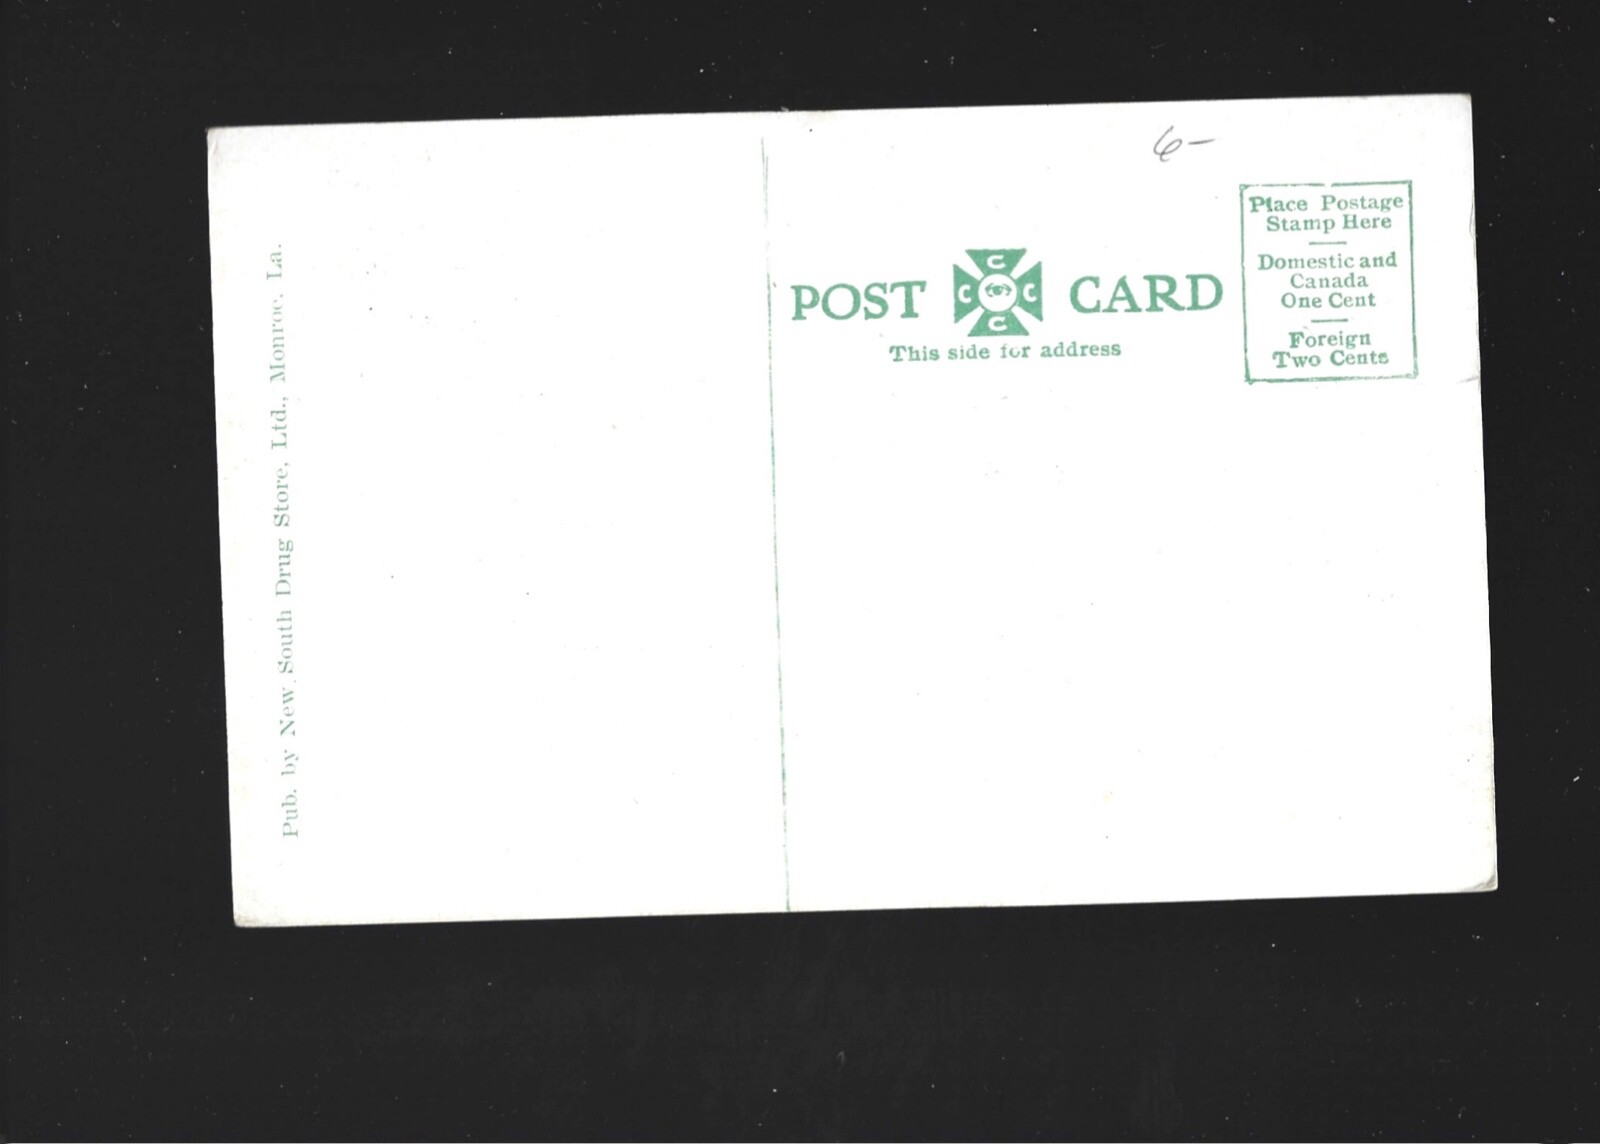 6-
Pub. by New South Drug Store, Ltd., Monroe, La.
POST C C C C CARD
This side for address
Place Postage
Stamp Here
Domestic and
Canada
One Cent
Foreign
Two Cents